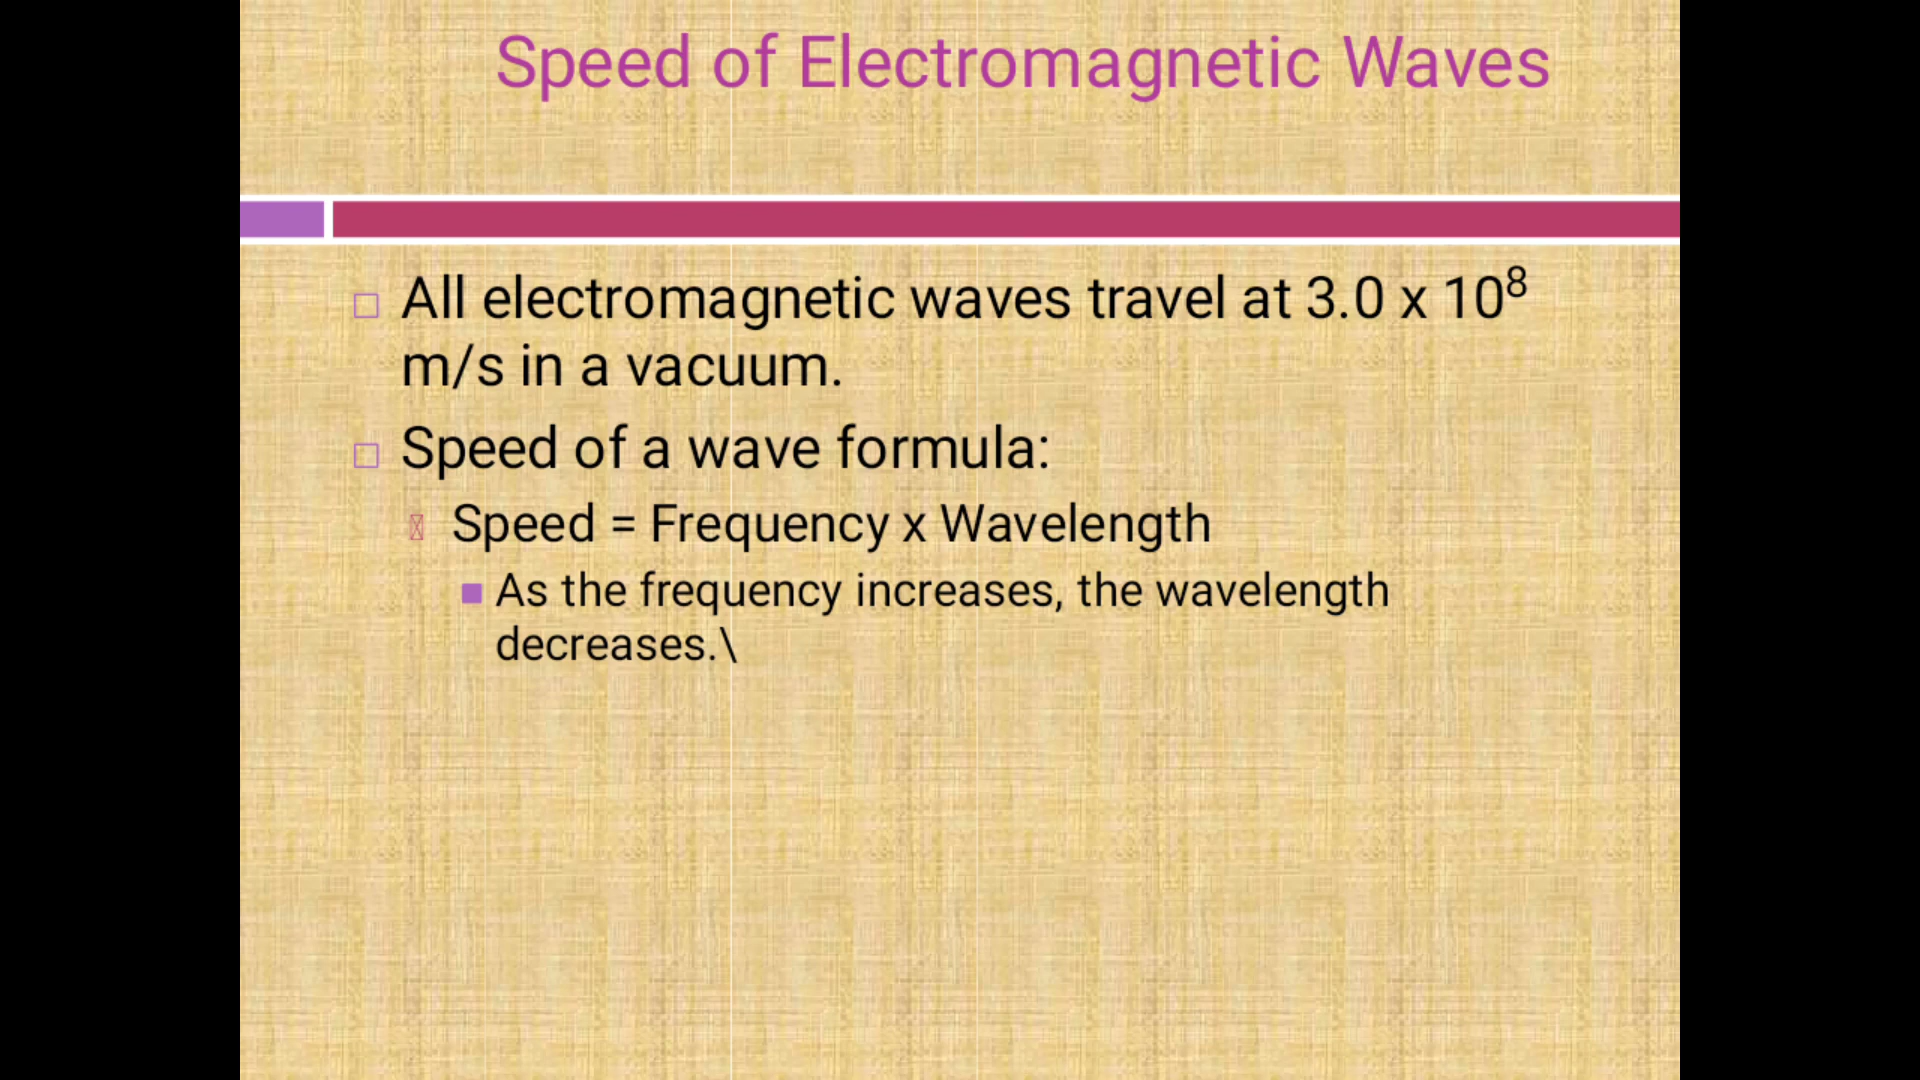 Speed of Electromagnetic Waves
All electromagnetic waves travel at 3.0 x 10⁸
m/s in a vacuum.
Speed of a wave formula:
Speed = Frequency x Wavelength
As the frequency increases, the wavelength
decreases.\